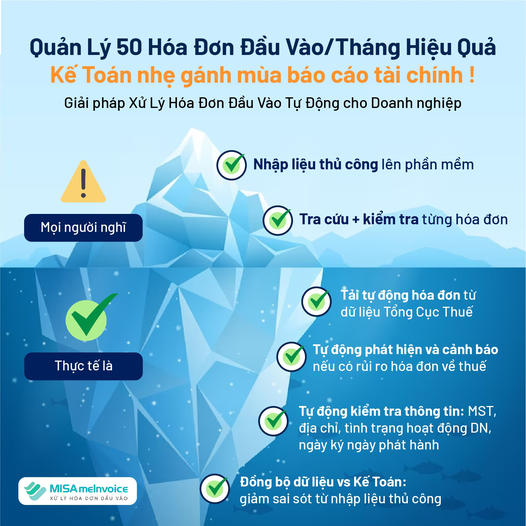 Quản Lý 50 Hóa Đơn Đầu Vào/Tháng Hiệu Quả
Kế Toán nhẹ gánh mùa báo cáo tài chính !
Giải pháp Xử Lý Hóa Đơn Đầu Vào Tự Động cho Doanh nghiệp
Nhập liệu thủ công lên phần mềm
Mọi người nghĩ
Tra cứu + kiểm tra từng hóa đơn
Tải tự động hóa đơn từ
dữ liệu Tổng Cục Thuế
Thực tế là
Tự động phát hiện và cảnh báo
nếu có rủi ro hóa đơn về thuế
Tự động kiểm tra thông tin: MST,
địa chỉ, tình trạng hoạt động DN,
ngày ký ngày phát hành
Đồng bộ dữ liệu vs Kế Toán:
giảm sai sót từ nhập liệu thủ công
MISA meInvoice
XỬ LÝ HÓA ĐƠN ĐẦU VÀO